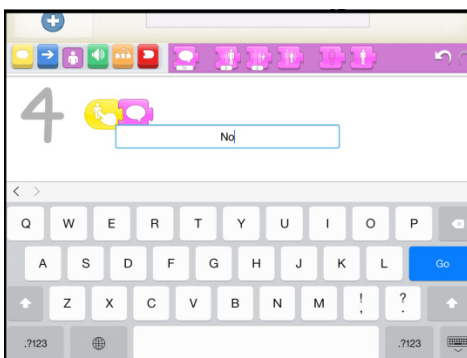 4
No
Q W E R T Y U I O P
A S D F G H J K L Go
Z X C V B N M ! , ? .
.?123 .?123